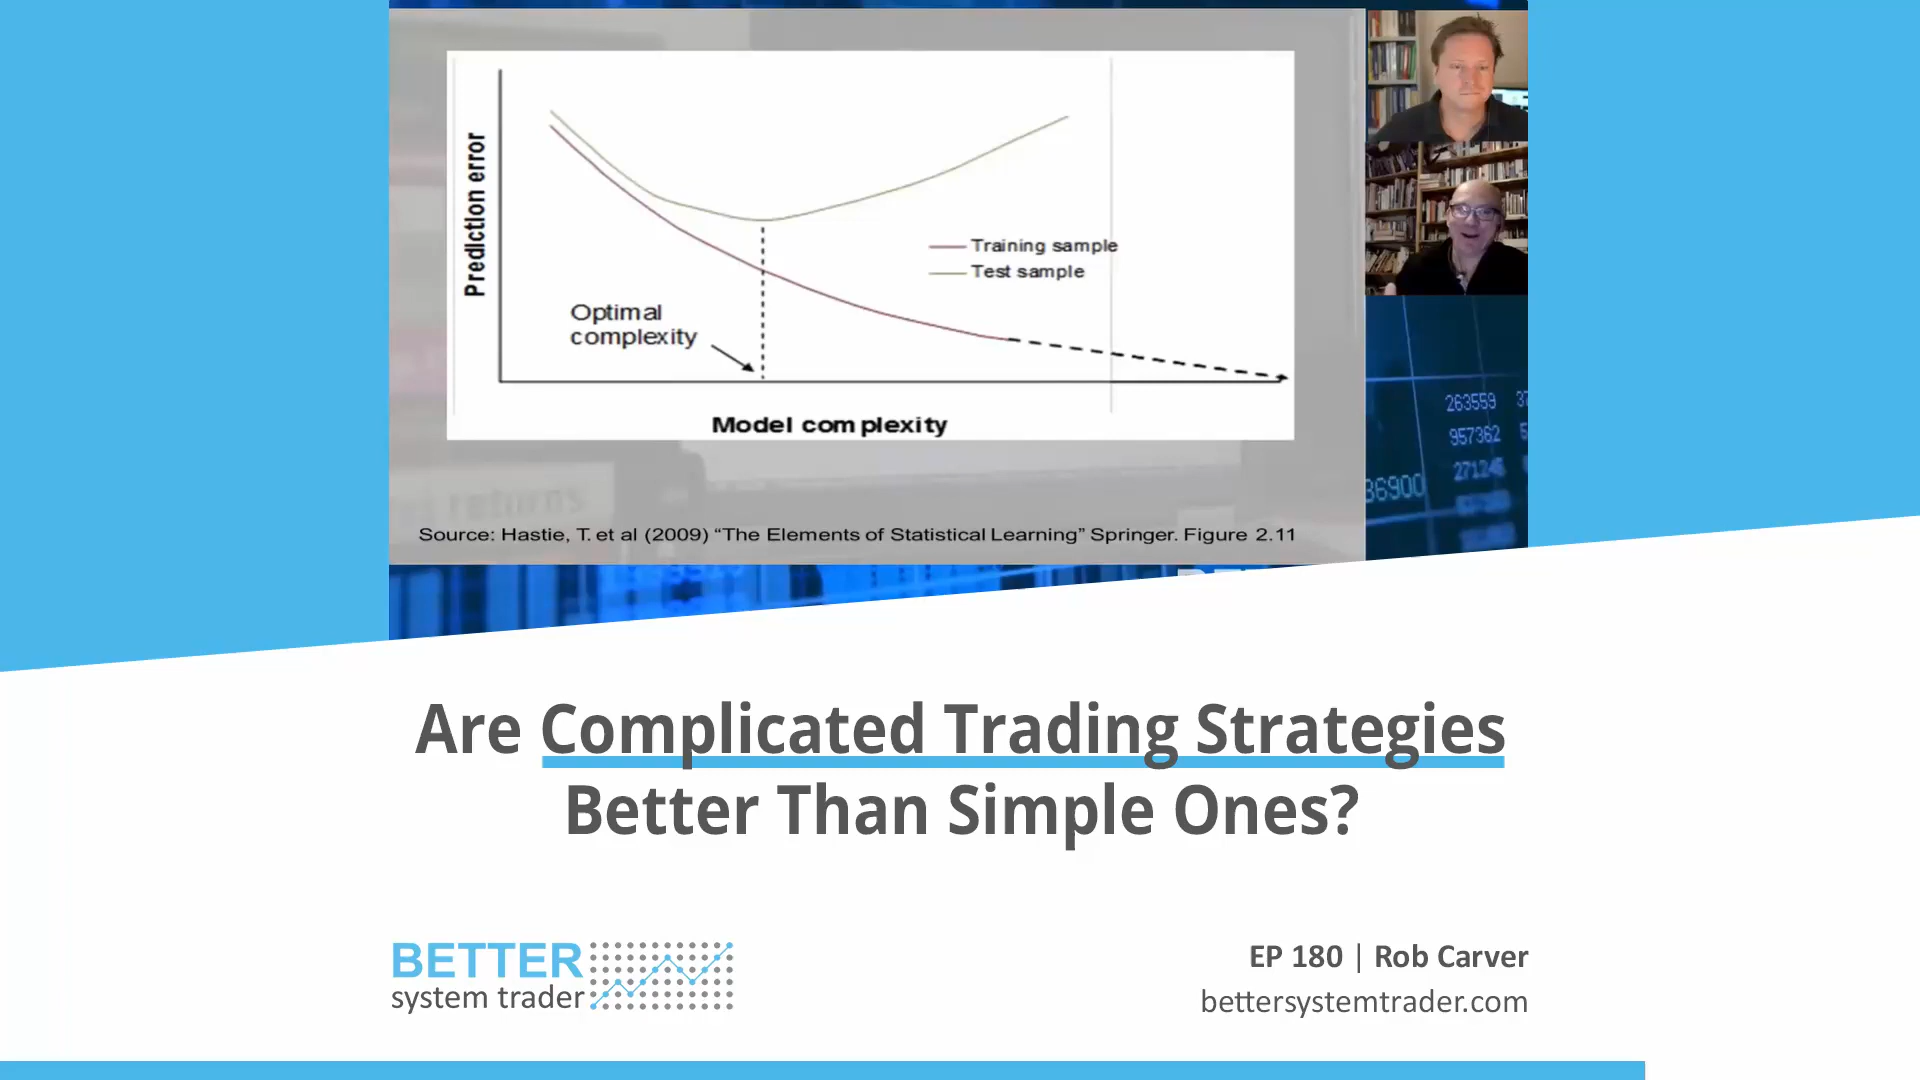 Prediction error
Training sample
Test sample
Optimal
complexity
Model complexity
Source: Hastie, T. et al (2009) “The Elements of Statistical Learning” Springer. Figure 2.11
263559
957362
36900
Are Complicated Trading Strategies
Better Than Simple Ones?
BETTER
system trader
EP 180 | Rob Carver
bettersystemtrader.com